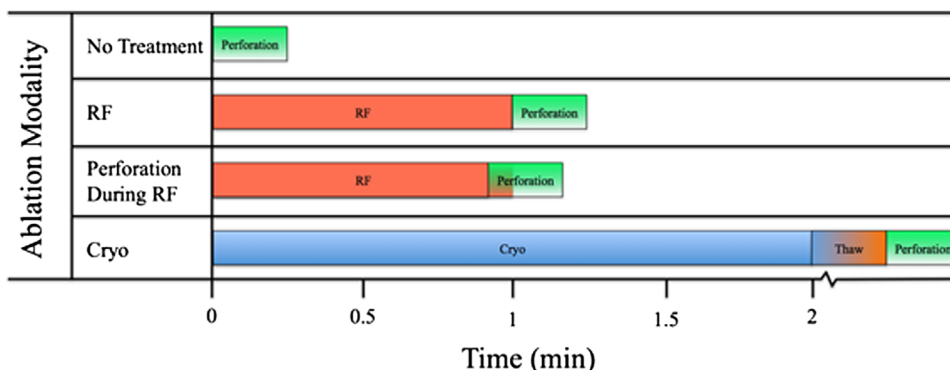 Ablation Modality
No Treatment
Perforation
RF
RF
Perforation
Perforation
During RF
RF
Perforation
Cryo
Cryo
Thaw
Perforation
0
0.5
1
1.5
2
Time (min)